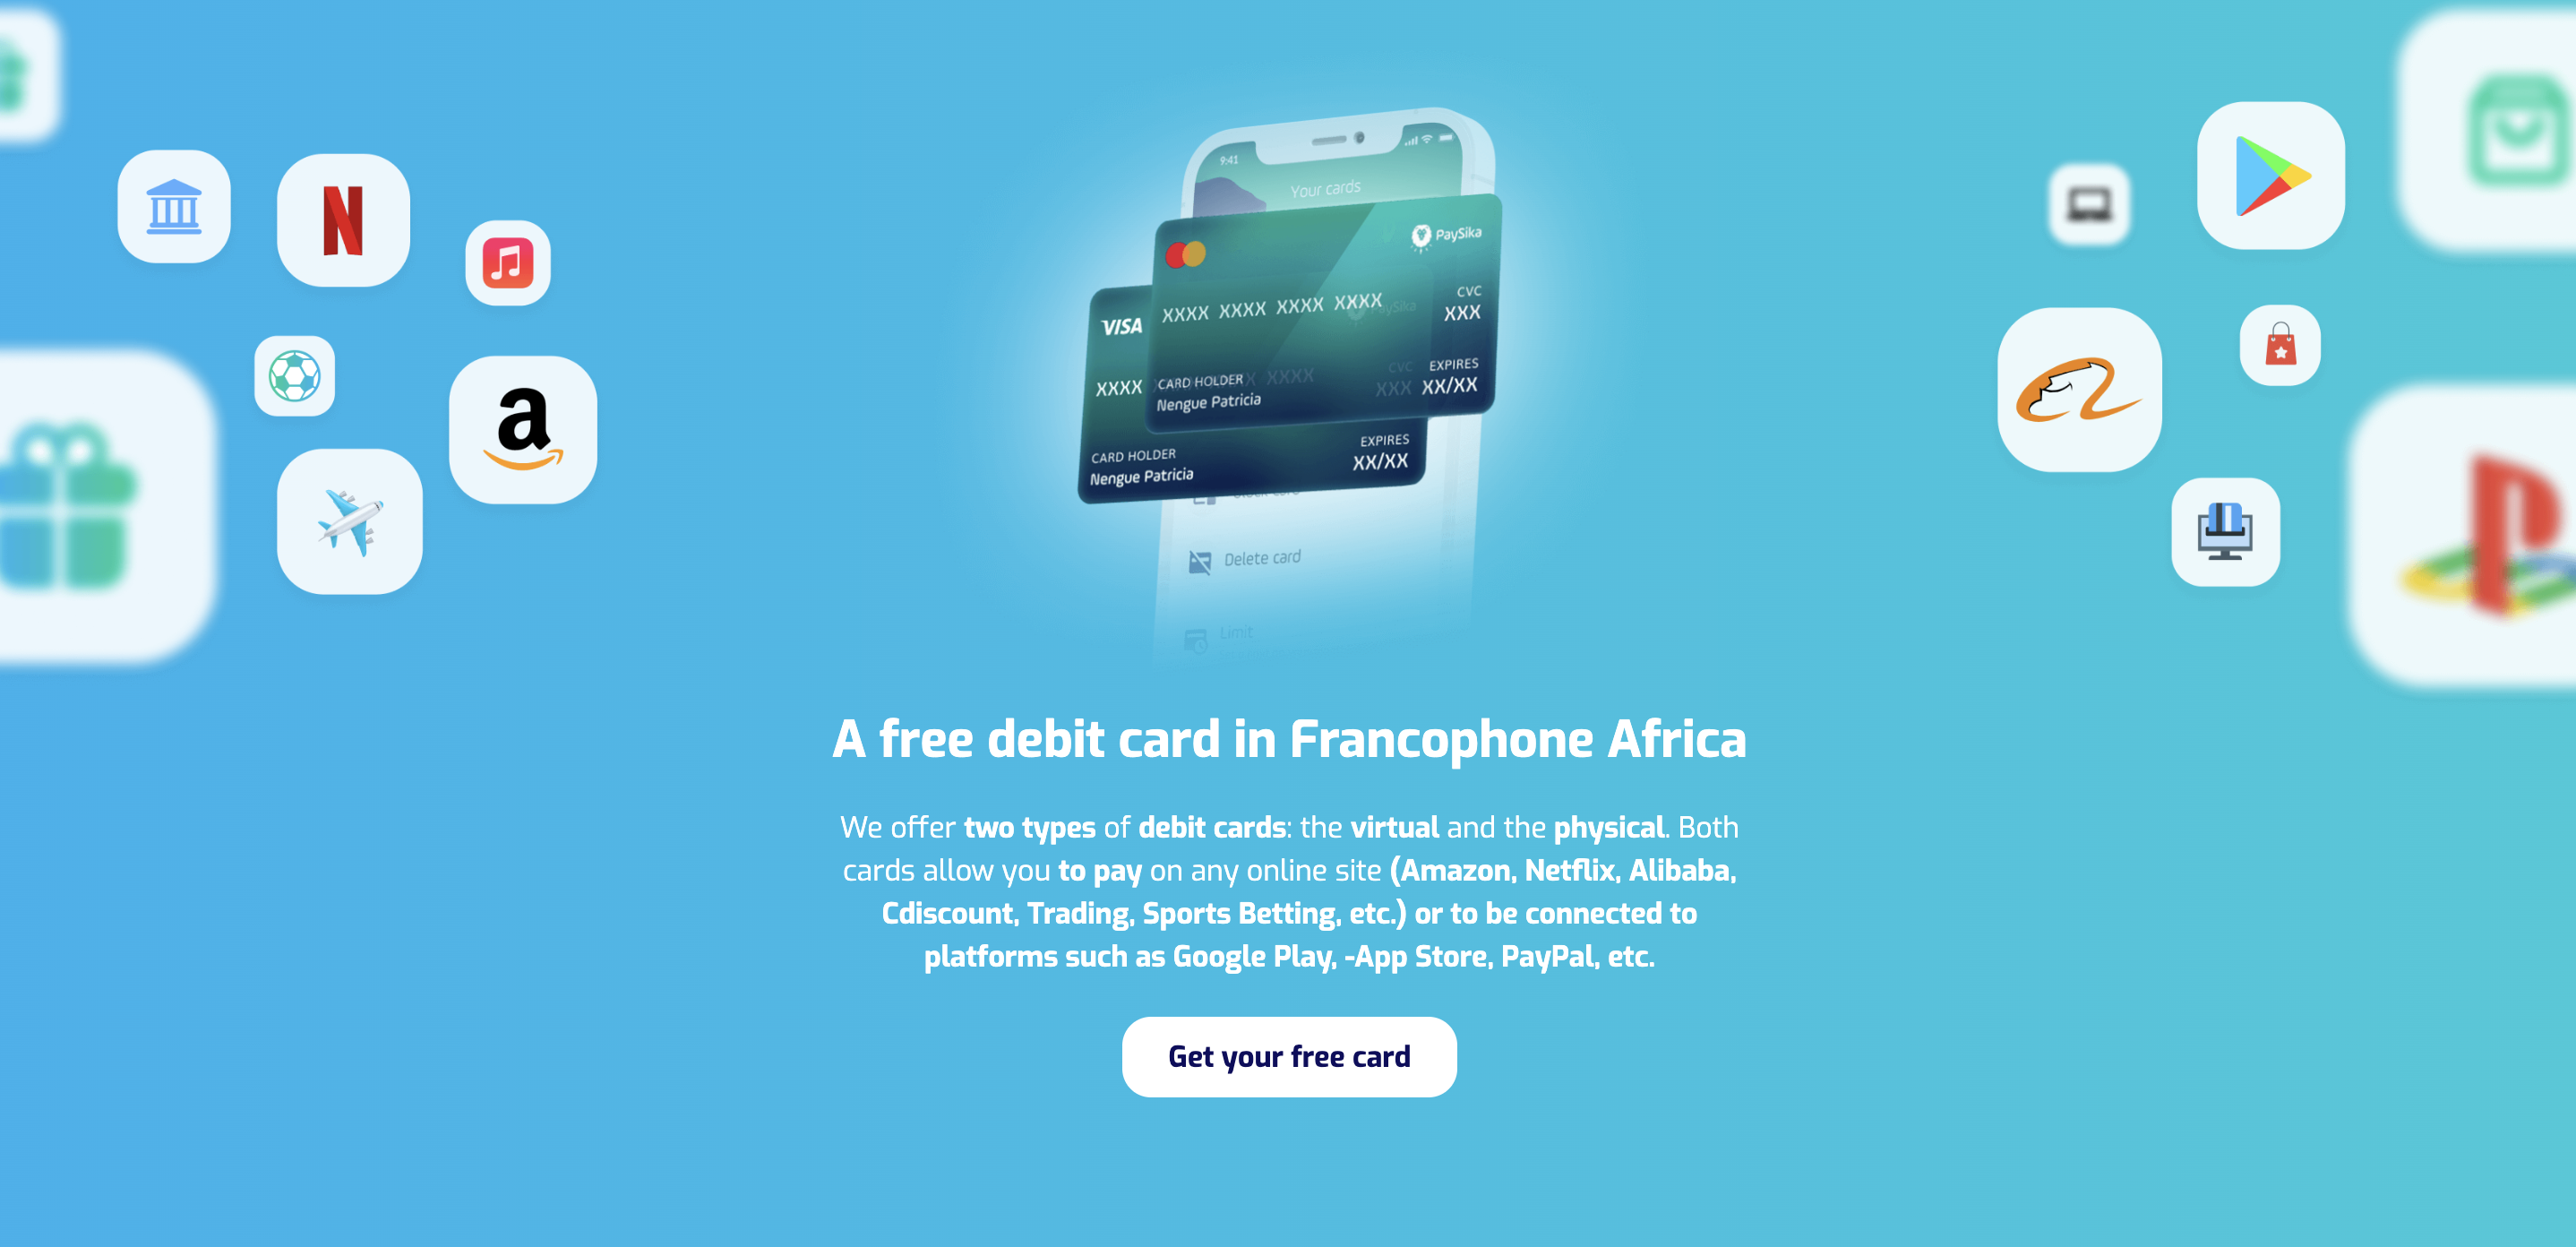 9:41
Your cards
PaySika
XXXX XXXX XXXX XXXX
CVC
XXX
CARD HOLDER
Nengue Patricia
EXPIRES
XX/XX
VISA
XXXX
XXXX
PaySika
CVC
XXX
CARD HOLDER
Nengue Patricia
EXPIRES
XX/XX
Delete card
Limit
A free debit card in Francophone Africa
We offer two types of debit cards: the virtual and the physical. Both
cards allow you to pay on any online site (Amazon, Netflix, Alibaba,
Cdiscount, Trading, Sports Betting, etc.) or to be connected to
platforms such as Google Play, -App Store, PayPal, etc.
Get your free card